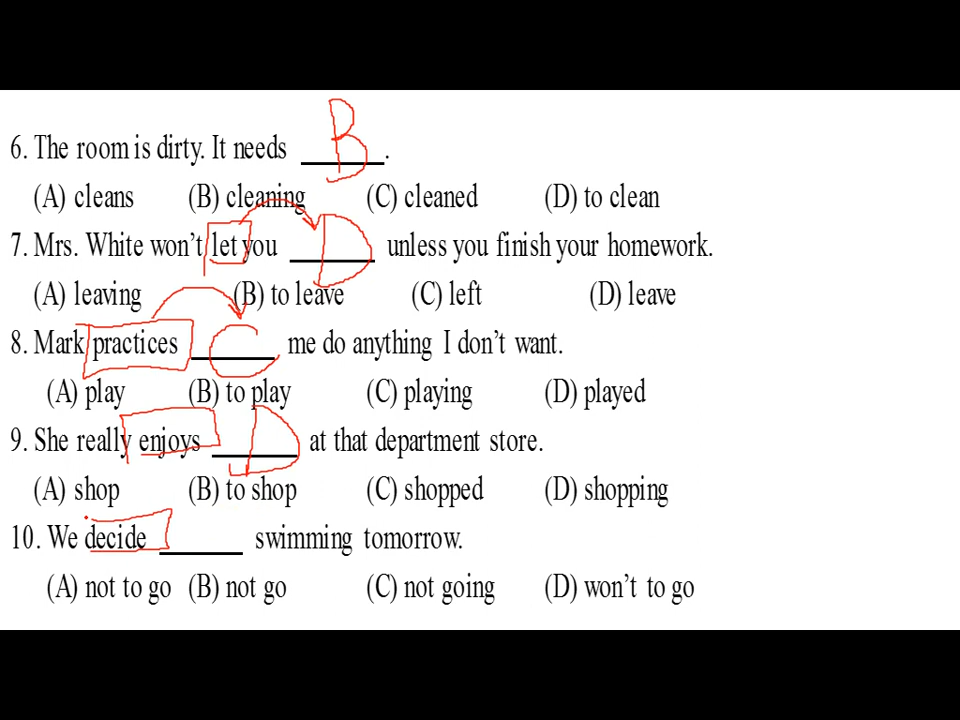 6. The room is dirty. It needs ______.
B
(A) cleans (B) cleaning (C) cleaned (D) to clean
7. Mrs. White won't let you ______ unless you finish your homework.
D
(A) leaving (B) to leave (C) left (D) leave
8. Mark practices ______ me do anything I don't want.
C
(A) play (B) to play (C) playing (D) played
9. She really enjoys ______ at that department store.
D
(A) shop (B) to shop (C) shopped (D) shopping
10. We decide ______ swimming tomorrow.
(A) not to go (B) not go (C) not going (D) won't to go